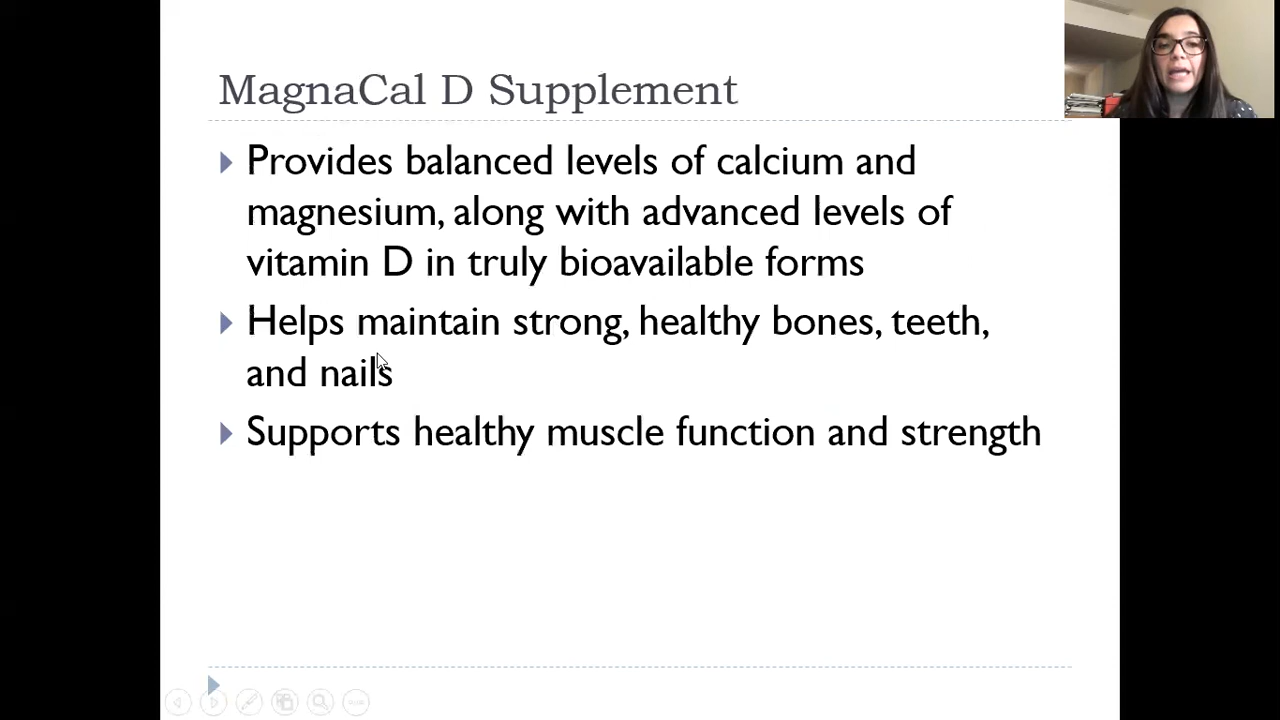 MagnaCal D Supplement
Provides balanced levels of calcium and
magnesium, along with advanced levels of
vitamin D in truly bioavailable forms
Helps maintain strong, healthy bones, teeth,
and nails
Supports healthy muscle function and strength